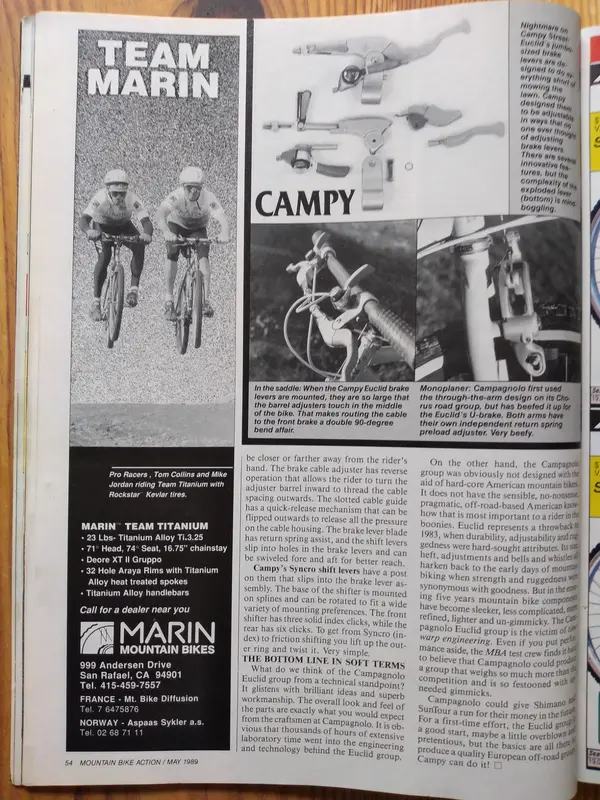 TEAM
MARIN
Pro Racers , Tom Collins and Mike
Jordan riding Team Titanium with
Rockstar Kevlar tires.
MARIN™ TEAM TITANIUM
• 23 Lbs- Titanium Alloy Ti.3.25
• 71° Head, 74° Seat, 16.75" chainstay
• Deore XT II Gruppo
• 32 Hole Araya Rims with Titanium
Alloy heat treated spokes
• Titanium Alloy handlebars
Call for a dealer near you
MARIN
MOUNTAIN BIKES
999 Andersen Drive
San Rafael, CA 94901
Tel. 415-459-7557
FRANCE - Mt. Bike Diffusion
Tel. 7 6475876
NORWAY - Aspaas Sykler a.s.
Tel. 02 68 71 11
CAMPY
Nightmare on
Campy Street:
Euclid's jumbo-
sized brake
levers are de-
signed to do ev-
erything short of
mowing the
lawn. Campy
designed them
to be adjustable
in ways that no
one ever thought
of adjusting
brake levers.
There are several
innovative fea-
tures, but the
complexity of the
exploded lever
(bottom) is mind
boggling.
In the saddle: When the Campy Euclid brake
levers are mounted, they are so large that
the barrel adjusters touch in the middle
of the bike. That makes routing the cable
to the front brake a double 90-degree
bend affair.
Monoplaner: Campagnolo first used
the through-the-arm design on its Cho-
rus road group, but has beefed it up for
the Euclid's U-brake. Both arms have
their own independent return spring
preload adjuster. Very beefy.
be closer or farther away from the rider's
hand. The brake cable adjuster has reverse
operation that allows the rider to turn the
adjuster barrel inward to thread the cable
spacing outwards. The slotted cable guide
has a quick-release mechanism that can be
flipped outwards to release all the pressure
on the cable housing. The brake lever blade
has return spring assist, and the shift levers
slip into holes in the brake levers and can
be swiveled fore and aft for better reach.
Campy's Syncro shift levers have a post
on them that slips into the brake lever as-
sembly. The base of the shifter is mounted
on splines and can be rotated to fit a wide
variety of mounting preferences. The front
shifter has three solid index clicks, while the
rear has six clicks. To get from Syncro (in-
dex) to friction shifting you lift up the out-
er ring and twist it. Very simple.
THE BOTTOM LINE IN SOFT TERMS
What do we think of the Campagnolo
Euclid group from a technical standpoint?
It glistens with brilliant ideas and superb
workmanship. The overall look and feel of
the parts are exactly what you would expect
from the craftsmen at Campagnolo. It is ob-
vious that thousands of hours of extensive
laboratory time went into the engineering
and technology behind the Euclid group.
On the other hand, the Campagnolo
group was obviously not designed with the
aid of hard-core American mountain bikers.
It does not have the sensible, no-nonsense,
pragmatic, off-road-based American know-
how that is most important to a rider in the
boonies. Euclid represents a throwback to
1983, when durability, adjustability and rug-
gedness were hard-sought attributes. Its size,
heft, adjustments and bells and whistles all
harken back to the early days of mountain
biking when strength and ruggedness were
synonymous with goodness. But in the ensu-
ing five years mountain bike components
have become sleeker, less complicated, more
refined, lighter and un-gimmicky. The Cam-
pagnolo Euclid group is the victim of time
warp engineering. Even if you put perfor-
mance aside, the MBA test crew finds it hard
to believe that Campagnolo could produce
a group that weighs so much more than the
competition and is so festooned with un-
needed gimmicks.
Campagnolo could give Shimano and
SunTour a run for their money in the future.
For a first-time effort, the Euclid group is
a good start, maybe a little overblown and
pretentious, but the basics are all there to
produce a quality European off-road group.
Campy can do it! □
54 MOUNTAIN BIKE ACTION / MAY 1989